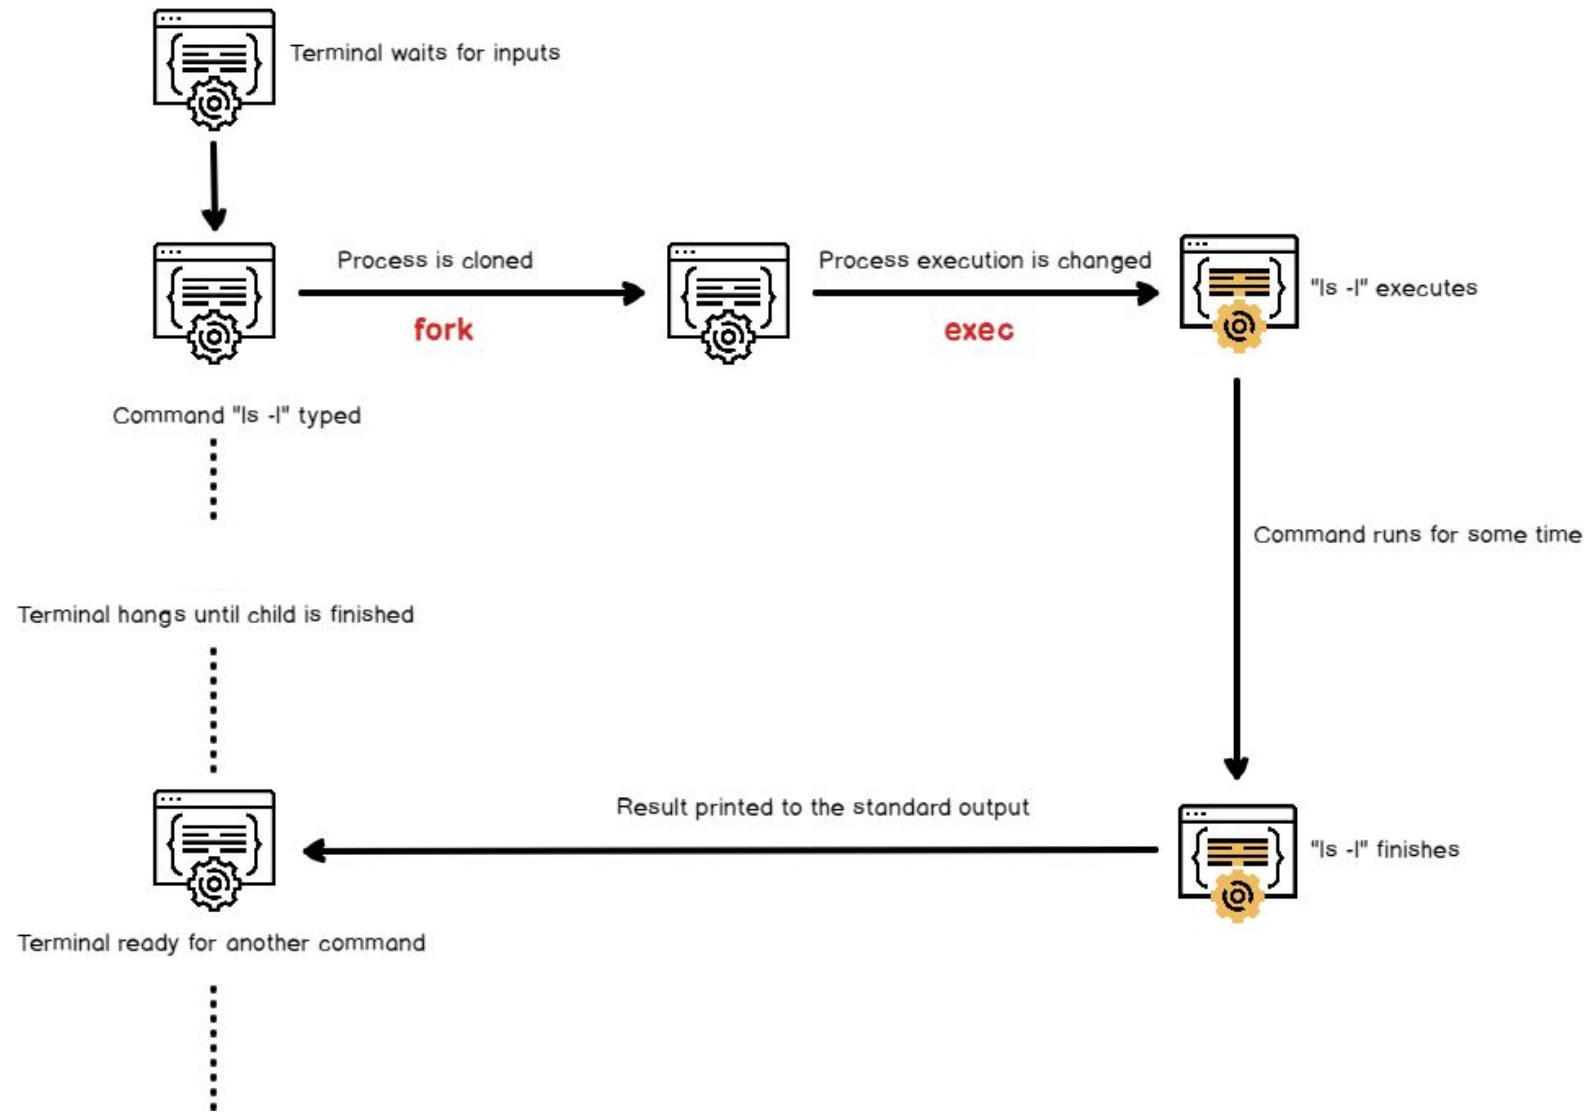 Terminal waits for inputs
Process is cloned
fork
Process execution is changed
exec
"ls -l" executes
Command "ls -l" typed
Command runs for some time
Terminal hangs until child is finished
Result printed to the standard output
"ls -l" finishes
Terminal ready for another command